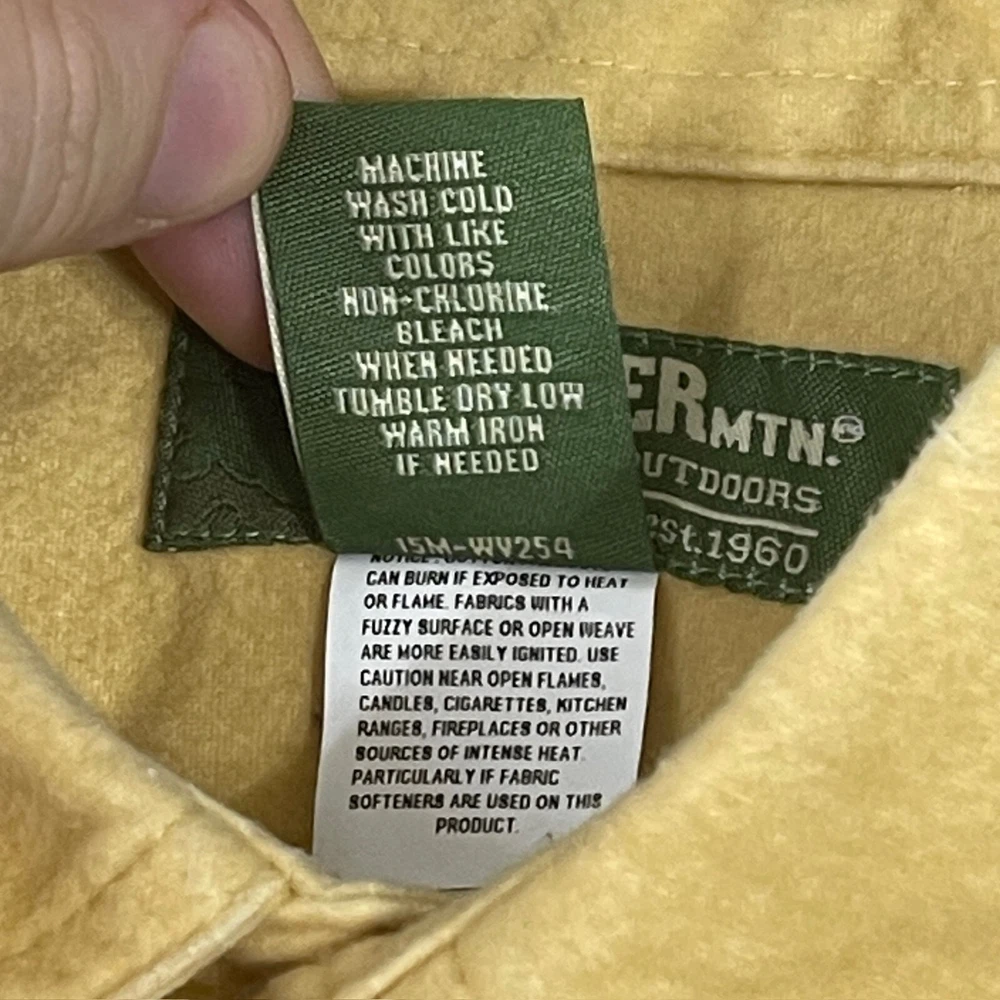 MACHINE
WASH COLD
WITH LIKE
COLORS
NON-CHLORINE
BLEACH
WHEN NEEDED
TUMBLE DRY LOW
WARM IRON
IF NEEDED
15M-WV254
ERMTN.®
UTDOORS
Est.1960
CAN BURN IF EXPOSED TO HEAT
OR FLAME. FABRICS WITH A
FUZZY SURFACE OR OPEN WEAVE
ARE MORE EASILY IGNITED. USE
CAUTION NEAR OPEN FLAMES,
CANDLES, CIGARETTES, KITCHEN
RANGES, FIREPLACES OR OTHER
SOURCES OF INTENSE HEAT.
PARTICULARLY IF FABRIC
SOFTENERS ARE USED ON THIS
PRODUCT.